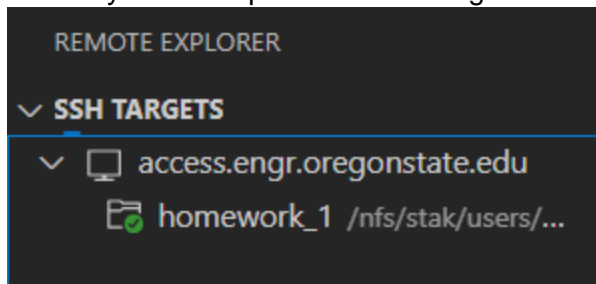 REMOTE EXPLORER
SSH TARGETS
access.engr.oregonstate.edu
homework_1 /nfs/stak/users/...